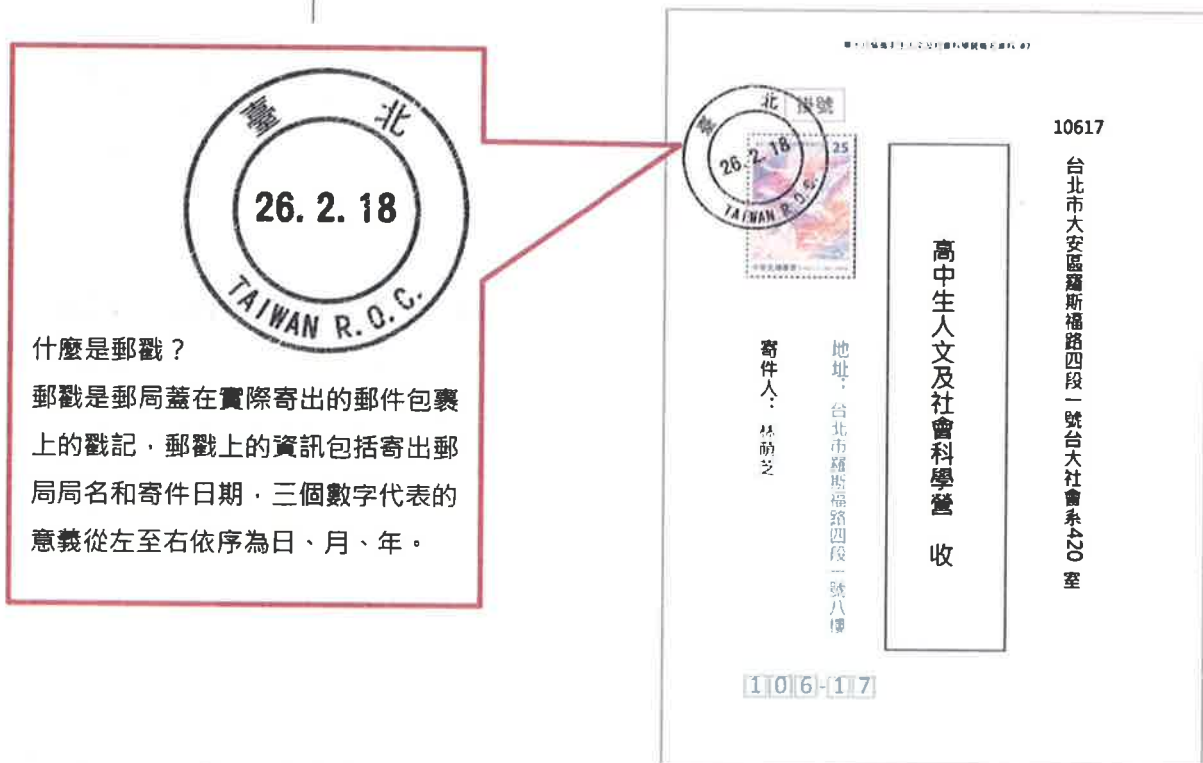 臺 北
26. 2. 18
TAIWAN R.O.C.
什麼是郵戳？
郵戳是郵局蓋在實際寄出的郵件包裹
上的戳記，郵戳上的資訊包括寄出郵
局局名和寄件日期，三個數字代表的
意義從左至右依序為日、月、年。
臺 北
26. 2. 18
TAIWAN R.O.C.
掛號
25
10617
台北市大安區羅斯福路四段一號台大社會系420 室
高中生人文及社會科學營 收
地址：台北市羅斯福路四段一號八樓
寄件人：
106-17